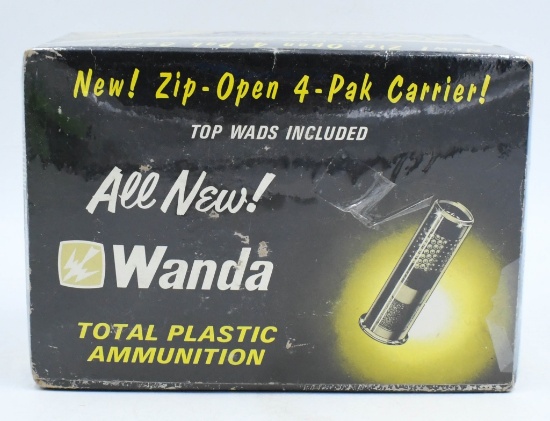 New! Zip-Open 4-Pak Carrier!
TOP WADS INCLUDED
All New!
Wanda
TOTAL PLASTIC
AMMUNITION